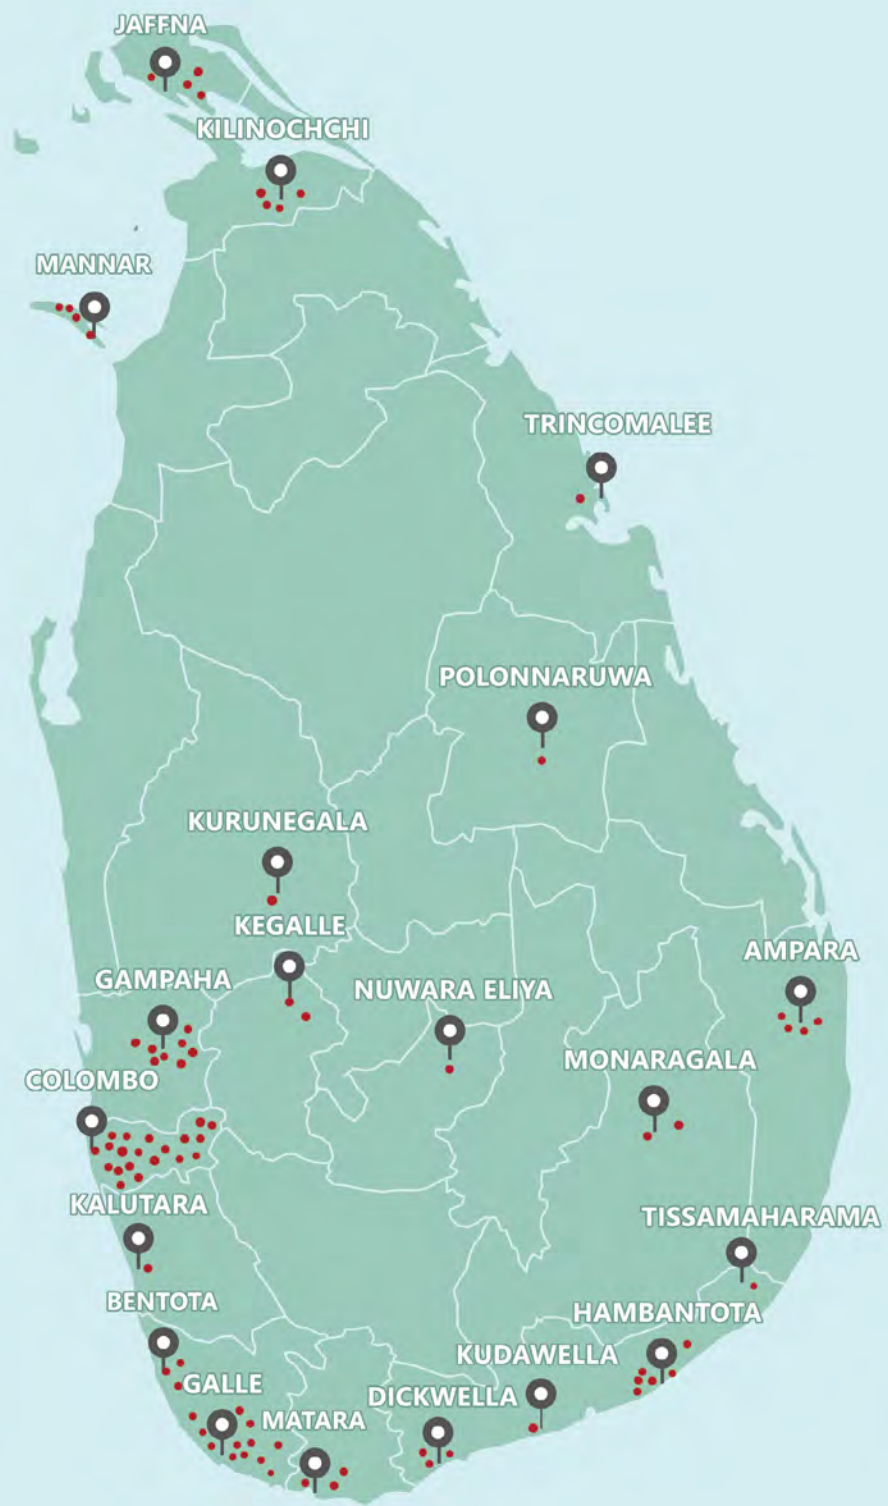 JAFFNA
KILINOCHCHI
MANNAR
TRINCOMALEE
POLONNARUWA
KURUNEGALA
KEGALLE
AMPARA
GAMPAHA
NUWARA ELIYA
MONARAGALA
COLOMBO
KALUTARA
TISSAMAHARAMA
BENTOTA
HAMBANTOTA
KUDAWELLA
GALLE
DICKWELLA
MATARA